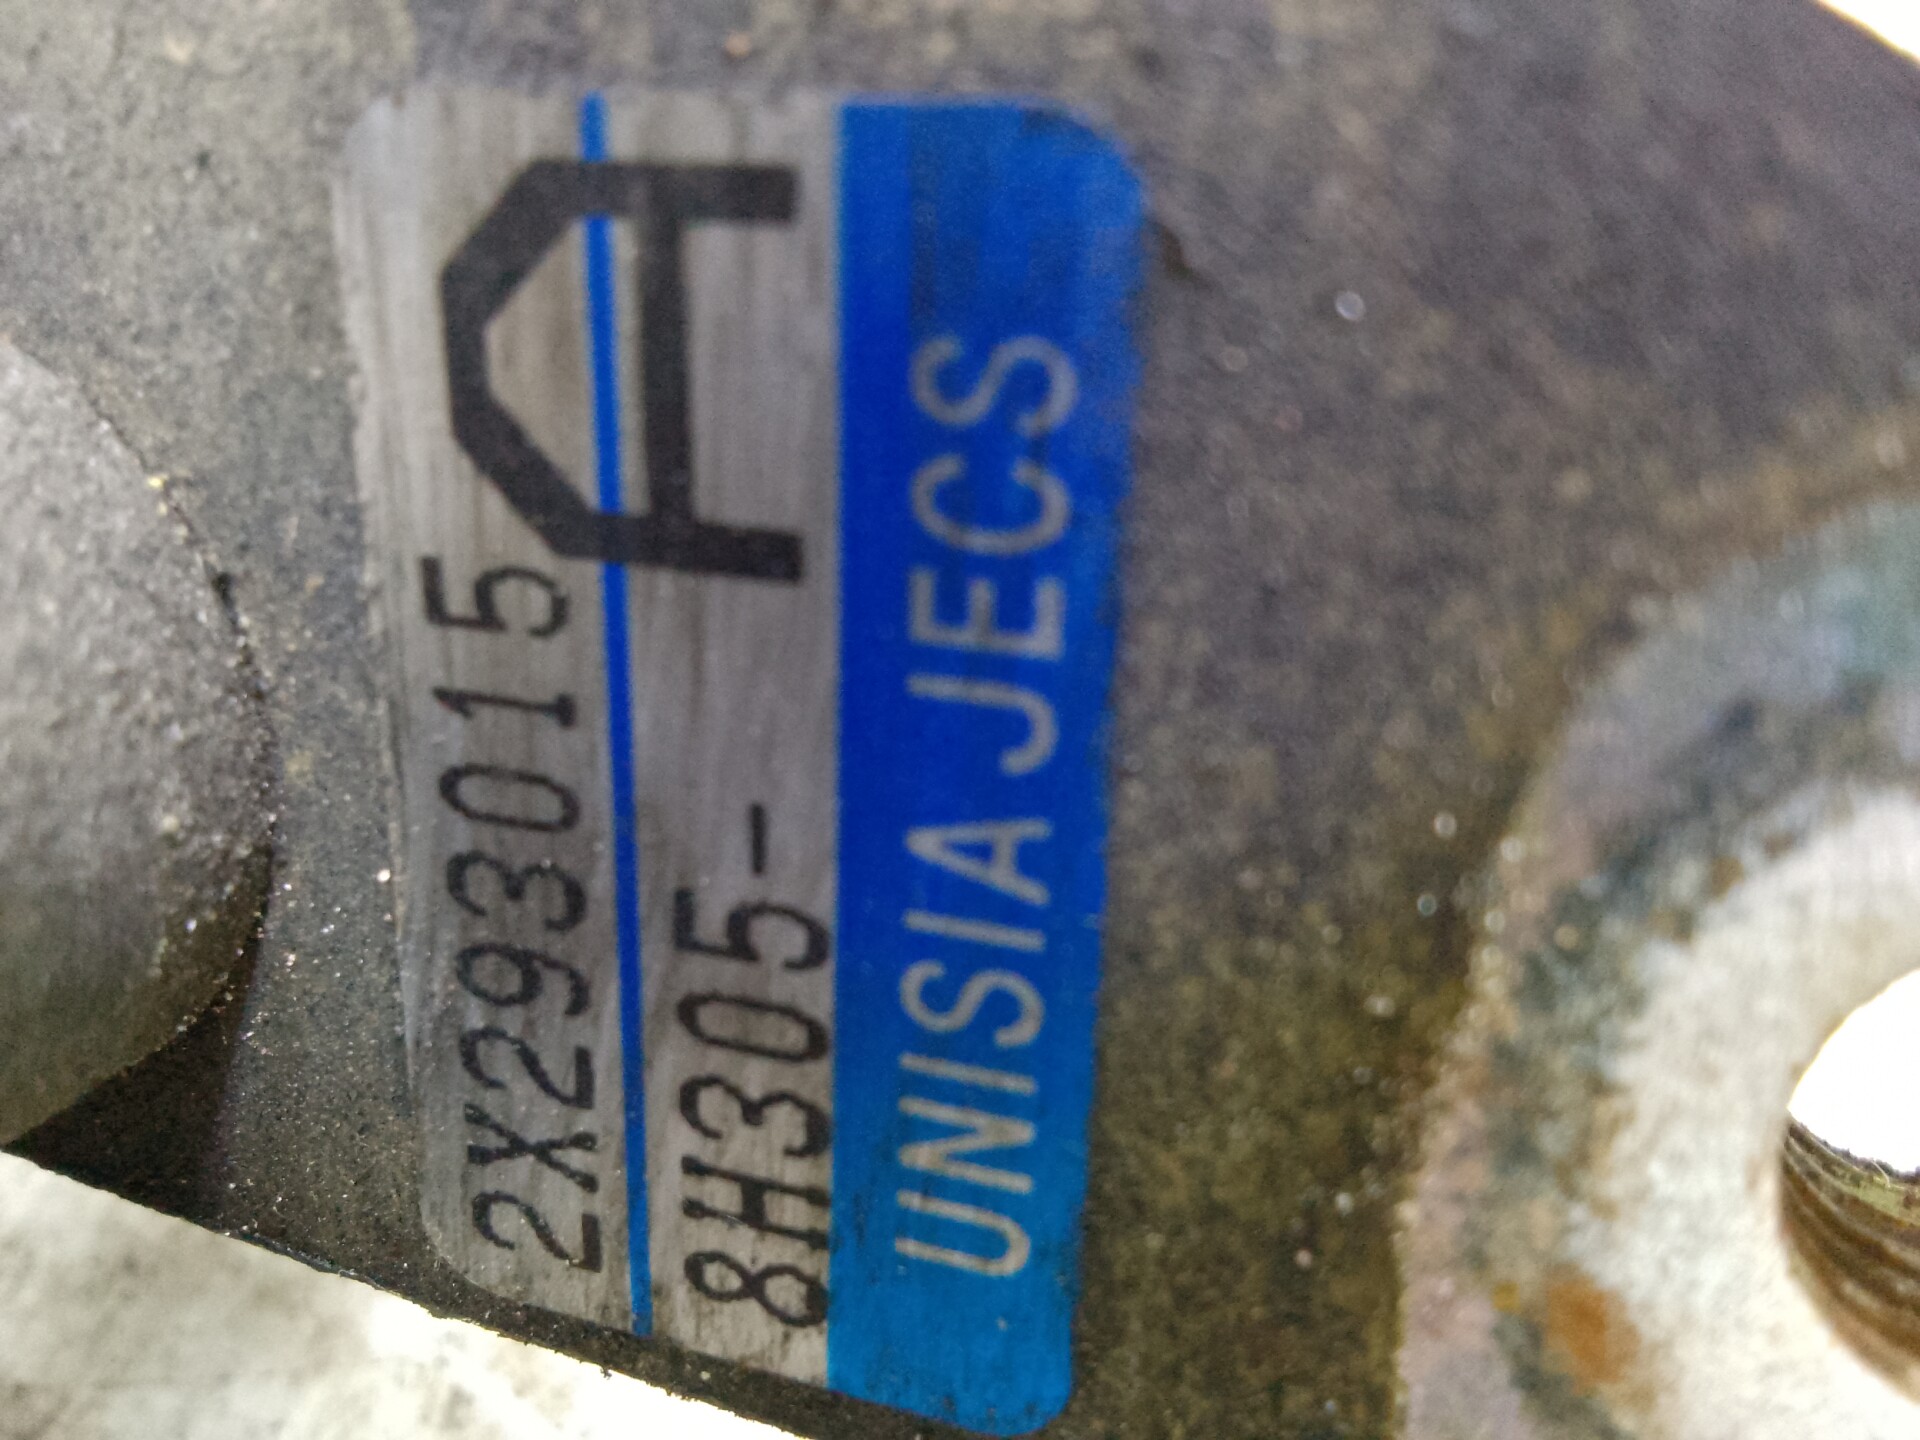 2X293015
A
8H305-
UNISIA JECS